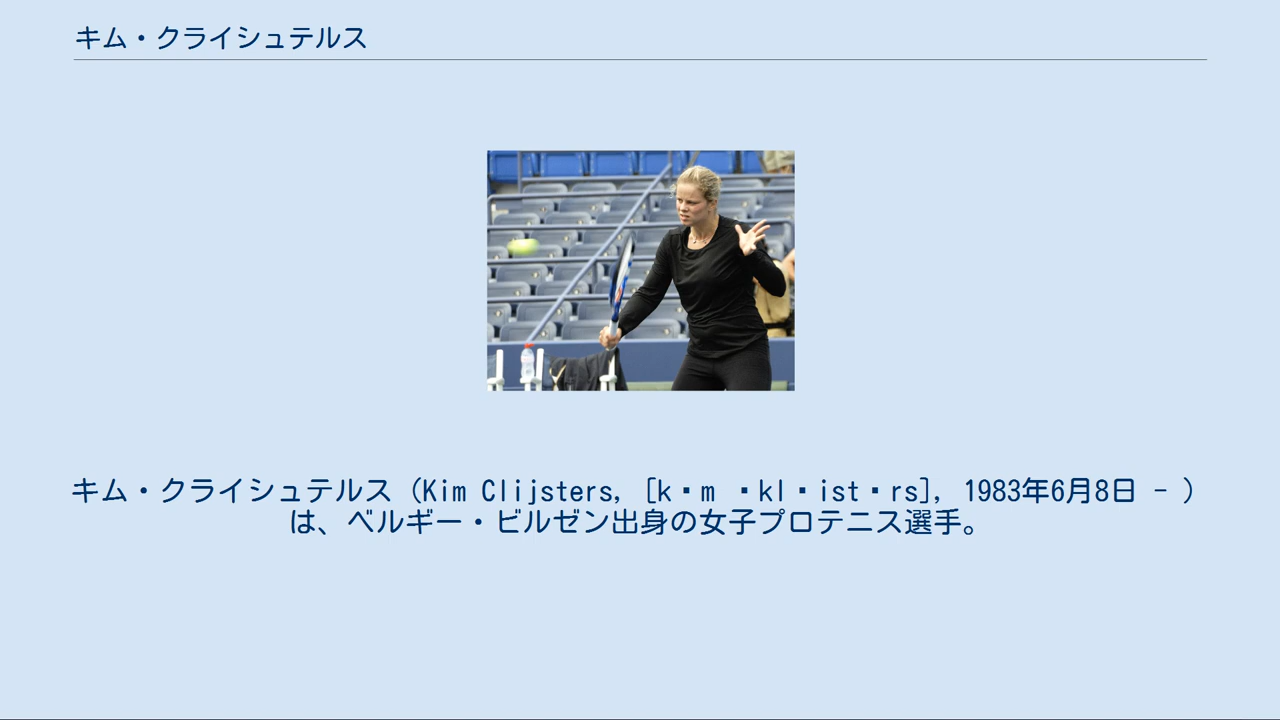 キム・クライシュテルス
キム・クライシュテルス（Kim Clijsters, [k・m ・kl・ist・rs], 1983年6月8日 - ）
は、ベルギー・ビルゼン出身の女子プロテニス選手。